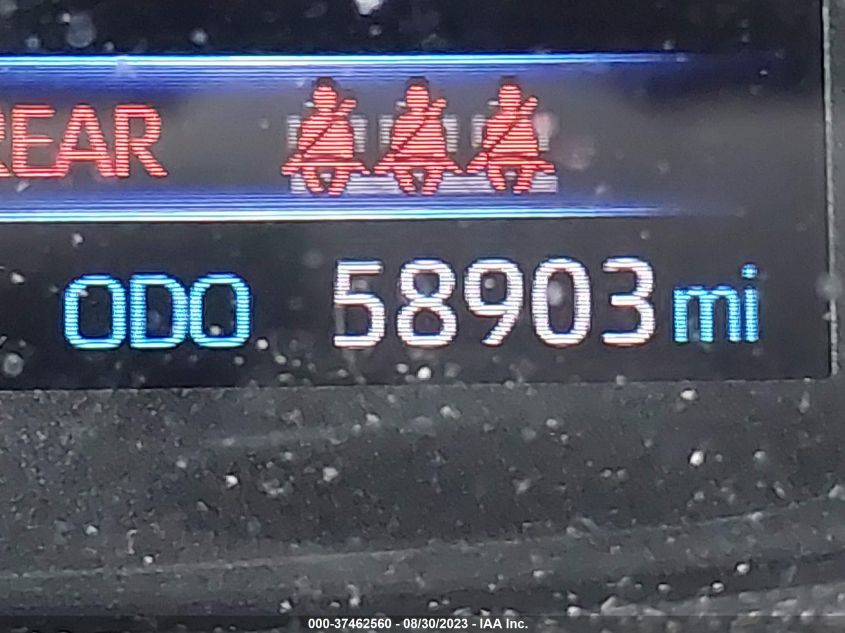 REAR
ODO 58903 mi
000-37462560 - 08/30/2023 - IAA Inc.